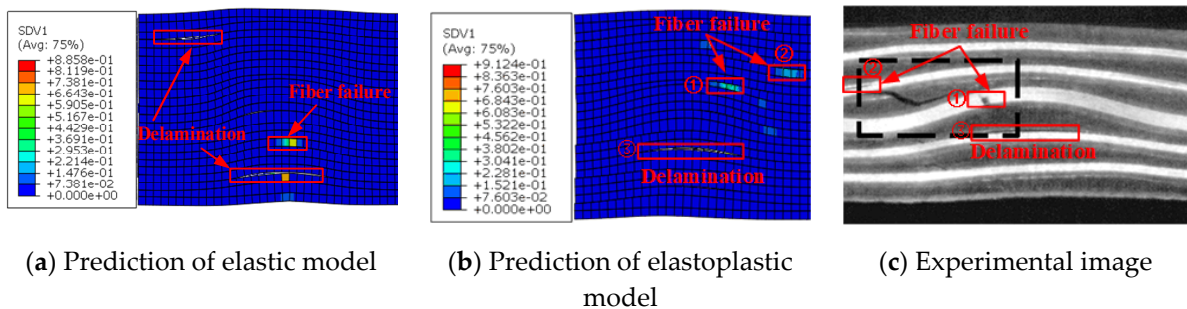 SDV1
(Avg: 75%)
+8.858e-01
+8.119e-01
+7.381e-01
+6.643e-01
+5.905e-01
+5.167e-01
+4.429e-01
+3.691e-01
+2.953e-01
+2.214e-01
+1.476e-01
+7.381e-02
+0.000e+00
Fiber failure
Delamination
SDV1
(Avg: 75%)
+9.124e-01
+8.363e-01
+7.603e-01
+6.843e-01
+6.083e-01
+5.322e-01
+4.562e-01
+3.802e-01
+3.041e-01
+2.281e-01
+1.521e-01
+7.603e-02
+0.000e+00
Fiber failure
②
①
③
Delamination
Fiber failure
②
①
Delamination
(a) Prediction of elastic model
(b) Prediction of elastoplastic
model
(c) Experimental image